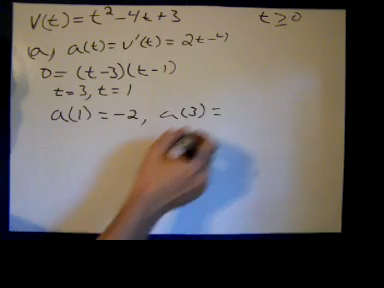 v(t) = t² - 4t + 3 t ≥ 0
(a, a(t) = v'(t) = 2t - 4
0 = (t-3)(t-1)
t = 3, t = 1
a(1) = -2, a(3) =